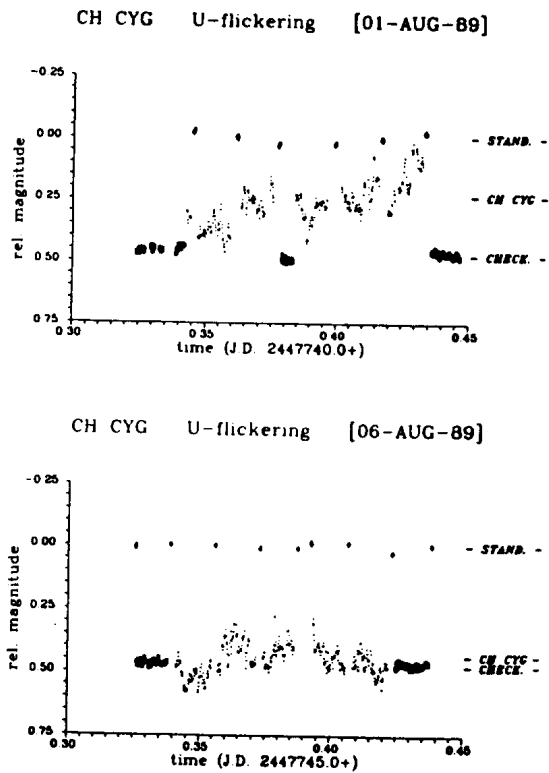 CH CYG U-flickering [01-AUG-89]
-0.25
0.00
0.25
0.50
0.75
rel. magnitude
- STAND. -
- CH CYG -
- CHECK. -
0.30 0.35 0.40 0.45
time (J.D. 2447740.0+)
CH CYG U-flickering [06-AUG-89]
-0.25
0.00
0.25
0.50
0.75
rel. magnitude
- STAND. -
- CH CYG -
- CHECK. -
0.30 0.35 0.40 0.45
time (J.D. 2447745.0+)